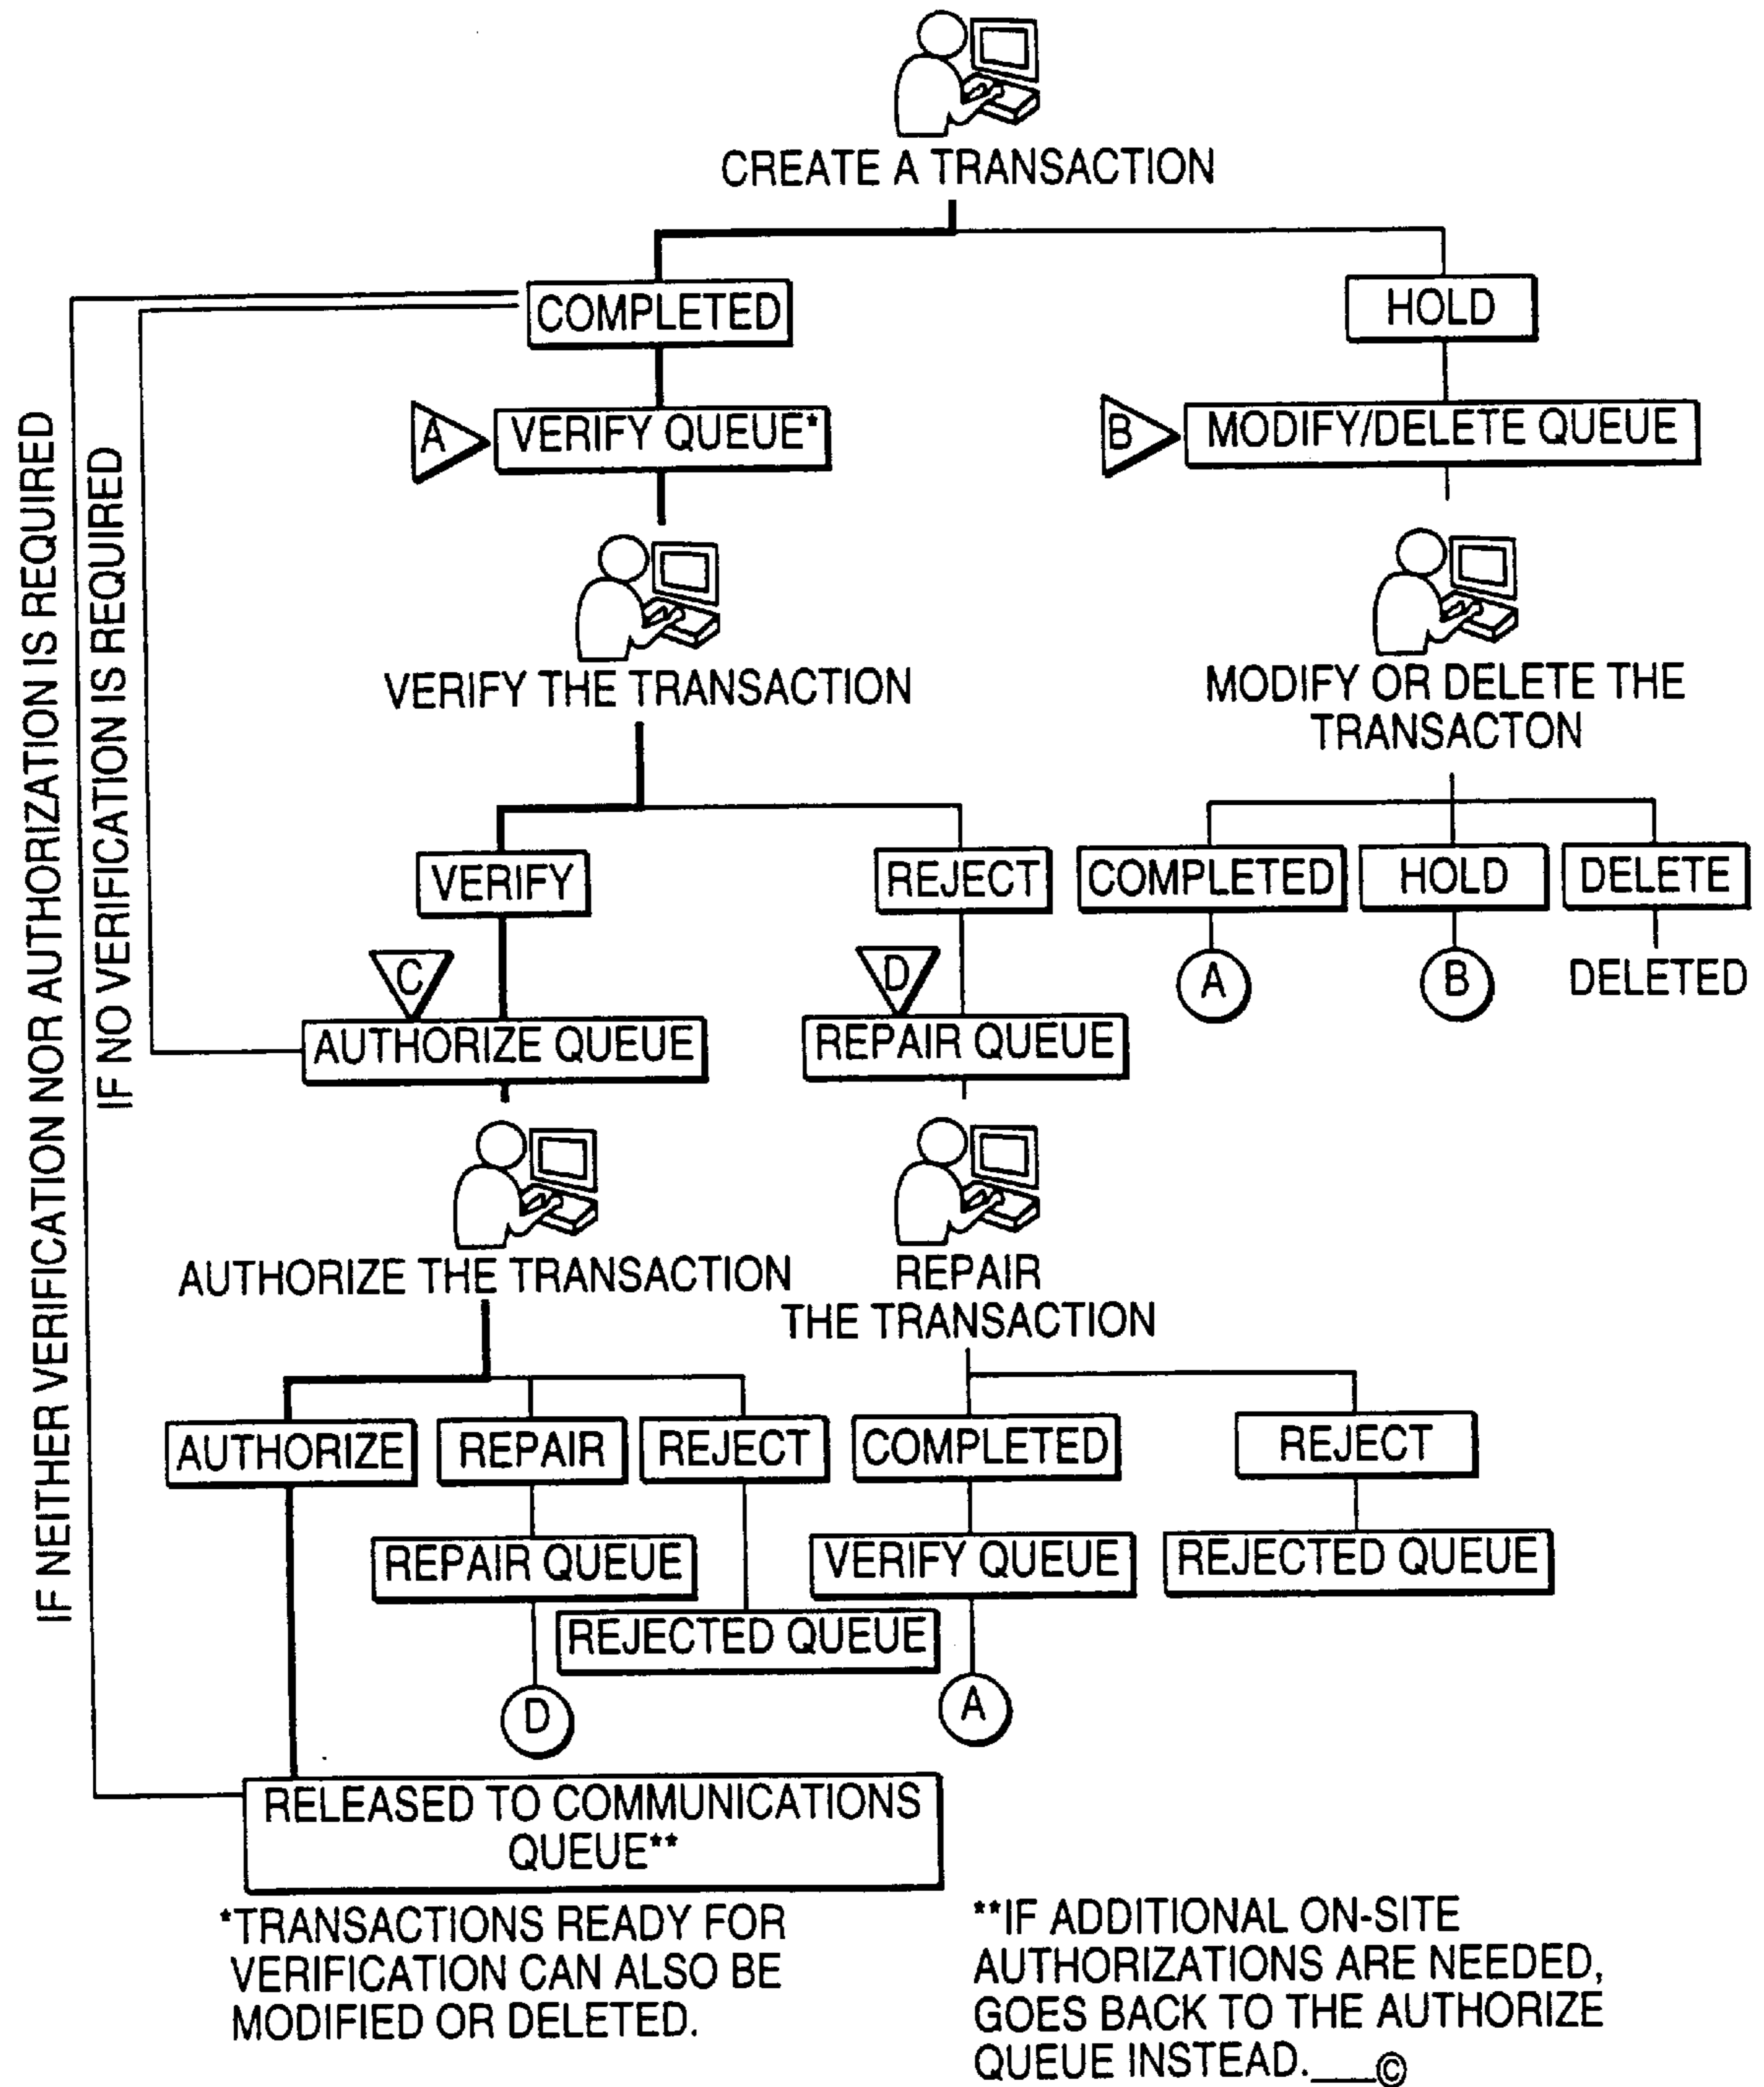 CREATE A TRANSACTION
COMPLETED
HOLD
A
VERIFY QUEUE*
B
MODIFY/DELETE QUEUE
IF NEITHER VERIFICATION NOR AUTHORIZATION IS REQUIRED
IF NO VERIFICATION IS REQUIRED
VERIFY THE TRANSACTION
MODIFY OR DELETE THE
TRANSACTON
VERIFY
REJECT
COMPLETED
HOLD
DELETE
C
D
A
B
DELETED
AUTHORIZE QUEUE
REPAIR QUEUE
AUTHORIZE THE TRANSACTION
REPAIR
THE TRANSACTION
AUTHORIZE
REPAIR
REJECT
COMPLETED
REJECT
REPAIR QUEUE
VERIFY QUEUE
REJECTED QUEUE
REJECTED QUEUE
D
A
RELEASED TO COMMUNICATIONS
QUEUE**
*TRANSACTIONS READY FOR
VERIFICATION CAN ALSO BE
MODIFIED OR DELETED.
**IF ADDITIONAL ON-SITE
AUTHORIZATIONS ARE NEEDED,
GOES BACK TO THE AUTHORIZE
QUEUE INSTEAD.___©